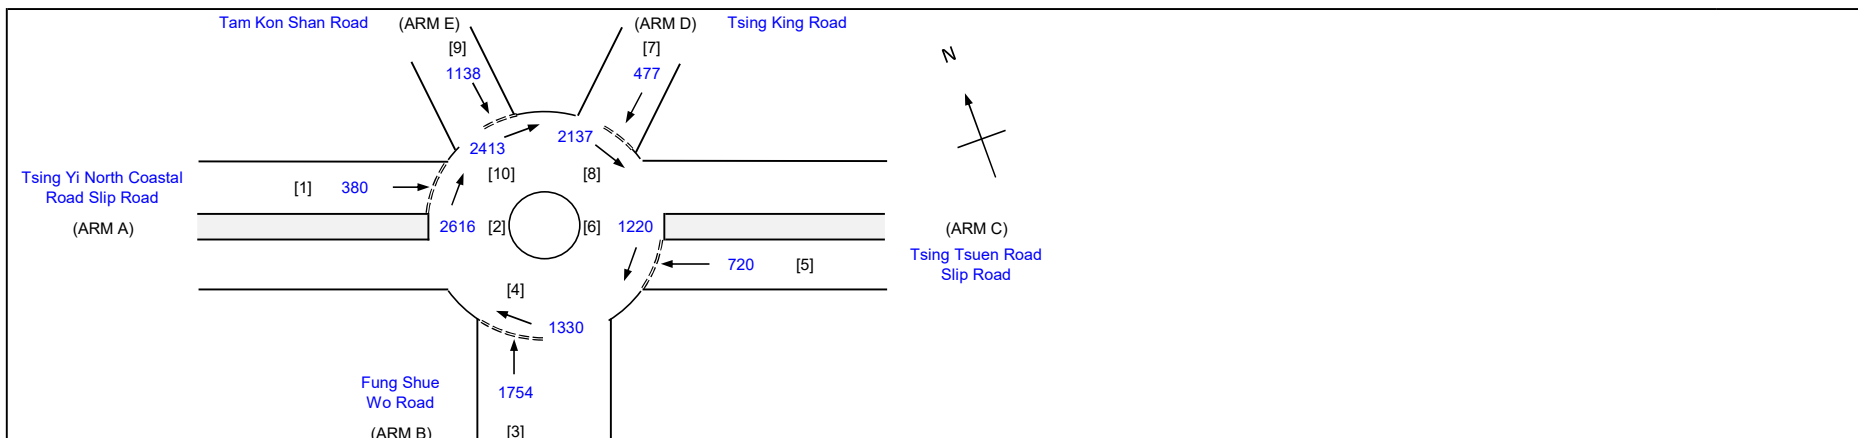 Tam Kon Shan Road
(ARM E)
(ARM D)
Tsing King Road
[9]
[7]
N
1138
477
2413
2137
Tsing Yi North Coastal
Road Slip Road
(ARM A)
[1]
380
[10]
[8]
2616
[2]
[6]
1220
(ARM C)
Tsing Tsuen Road
Slip Road
720
[5]
[4]
1330
Fung Shue
Wo Road
(ARM B)
1754
[3]